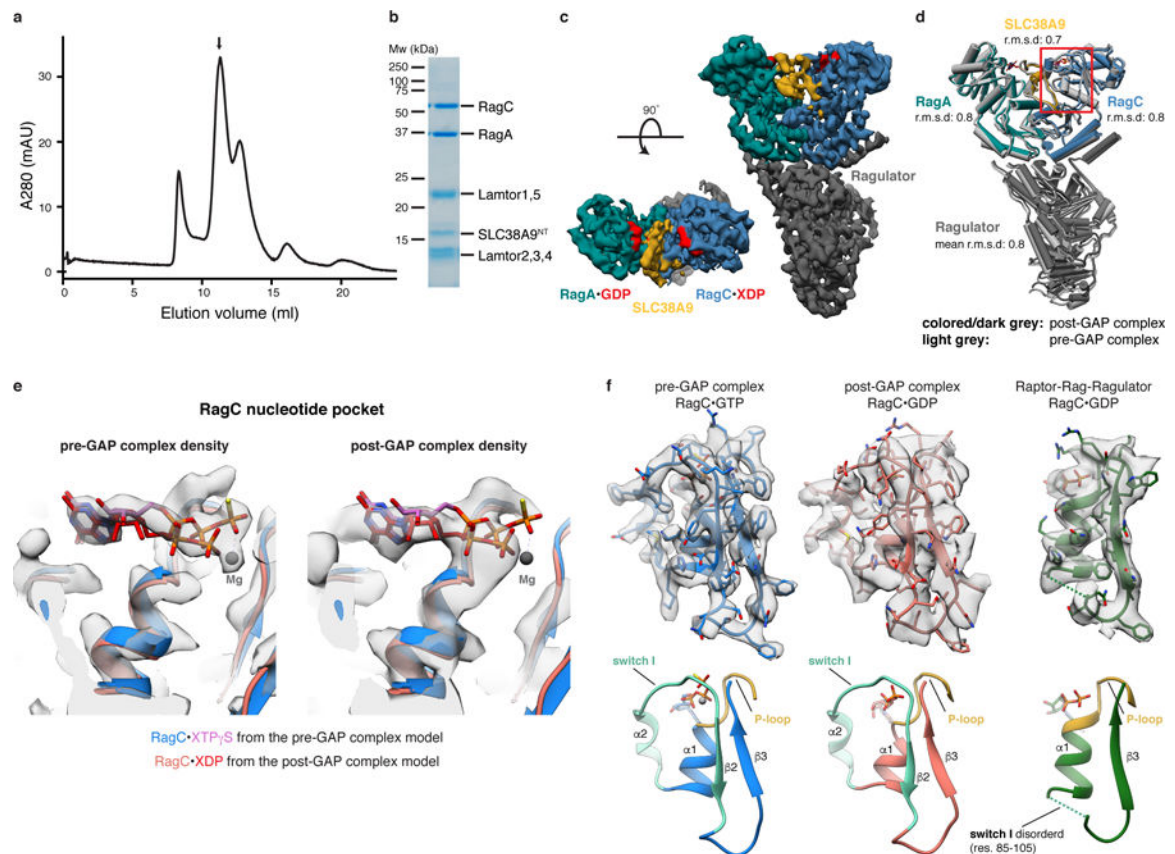 a
A280 (mAU)
30
20
10
0
0
5
10
15
20
Elution volume (ml)
b
Mw (kDa)
250
100
75
50
37
25
20
15
RagC
RagA
Lamtor1,5
SLC38A9NT
Lamtor2,3,4
c
90°
Ragulator
RagA•GDP
SLC38A9
RagC•XDP
d
SLC38A9
r.m.s.d: 0.7
RagA
r.m.s.d: 0.8
RagC
r.m.s.d: 0.8
Ragulator
mean r.m.s.d: 0.8
colored/dark grey: post-GAP complex
light grey: pre-GAP complex
e
RagC nucleotide pocket
pre-GAP complex density
post-GAP complex density
Mg
Mg
RagC•XTPγS from the pre-GAP complex model
RagC•XDP from the post-GAP complex model
f
pre-GAP complex
RagC•GTP
post-GAP complex
RagC•GDP
Raptor-Rag-Ragulator
RagC•GDP
switch I
P-loop
α2
α1
β2
β3
switch I
P-loop
α2
α1
β2
β3
P-loop
α1
β3
switch I disorderd
(res. 85-105)